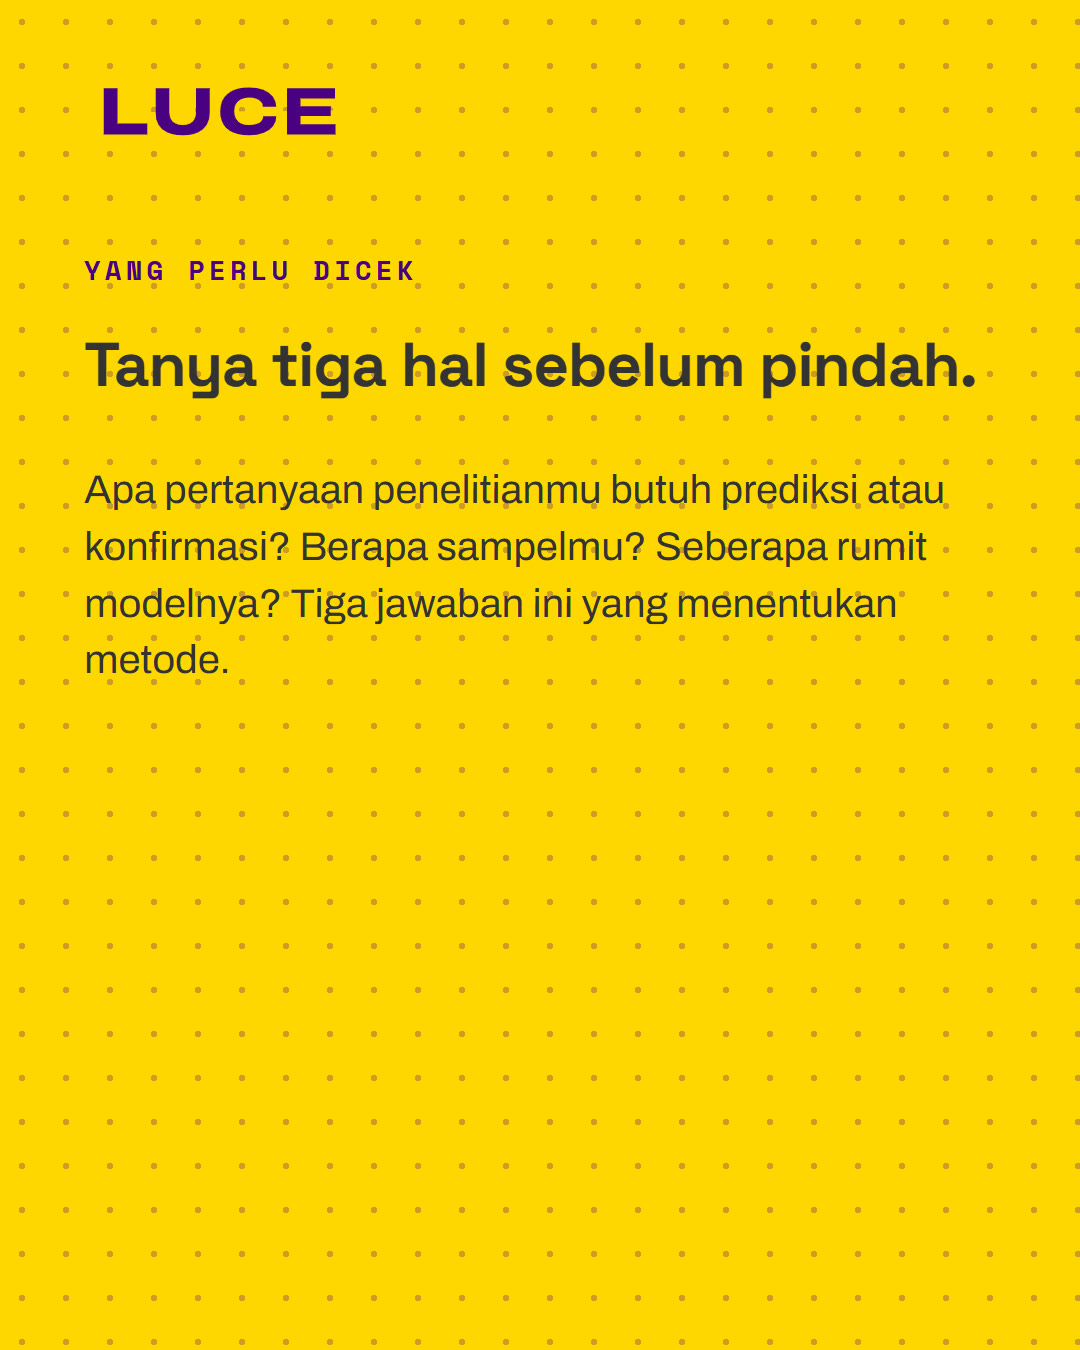 LUCE
YANG PERLU DICEK
Tanya tiga hal sebelum pindah.
Apa pertanyaan penelitianmu butuh prediksi atau
konfirmasi? Berapa sampelmu? Seberapa rumit
modelnya? Tiga jawaban ini yang menentukan
metode.